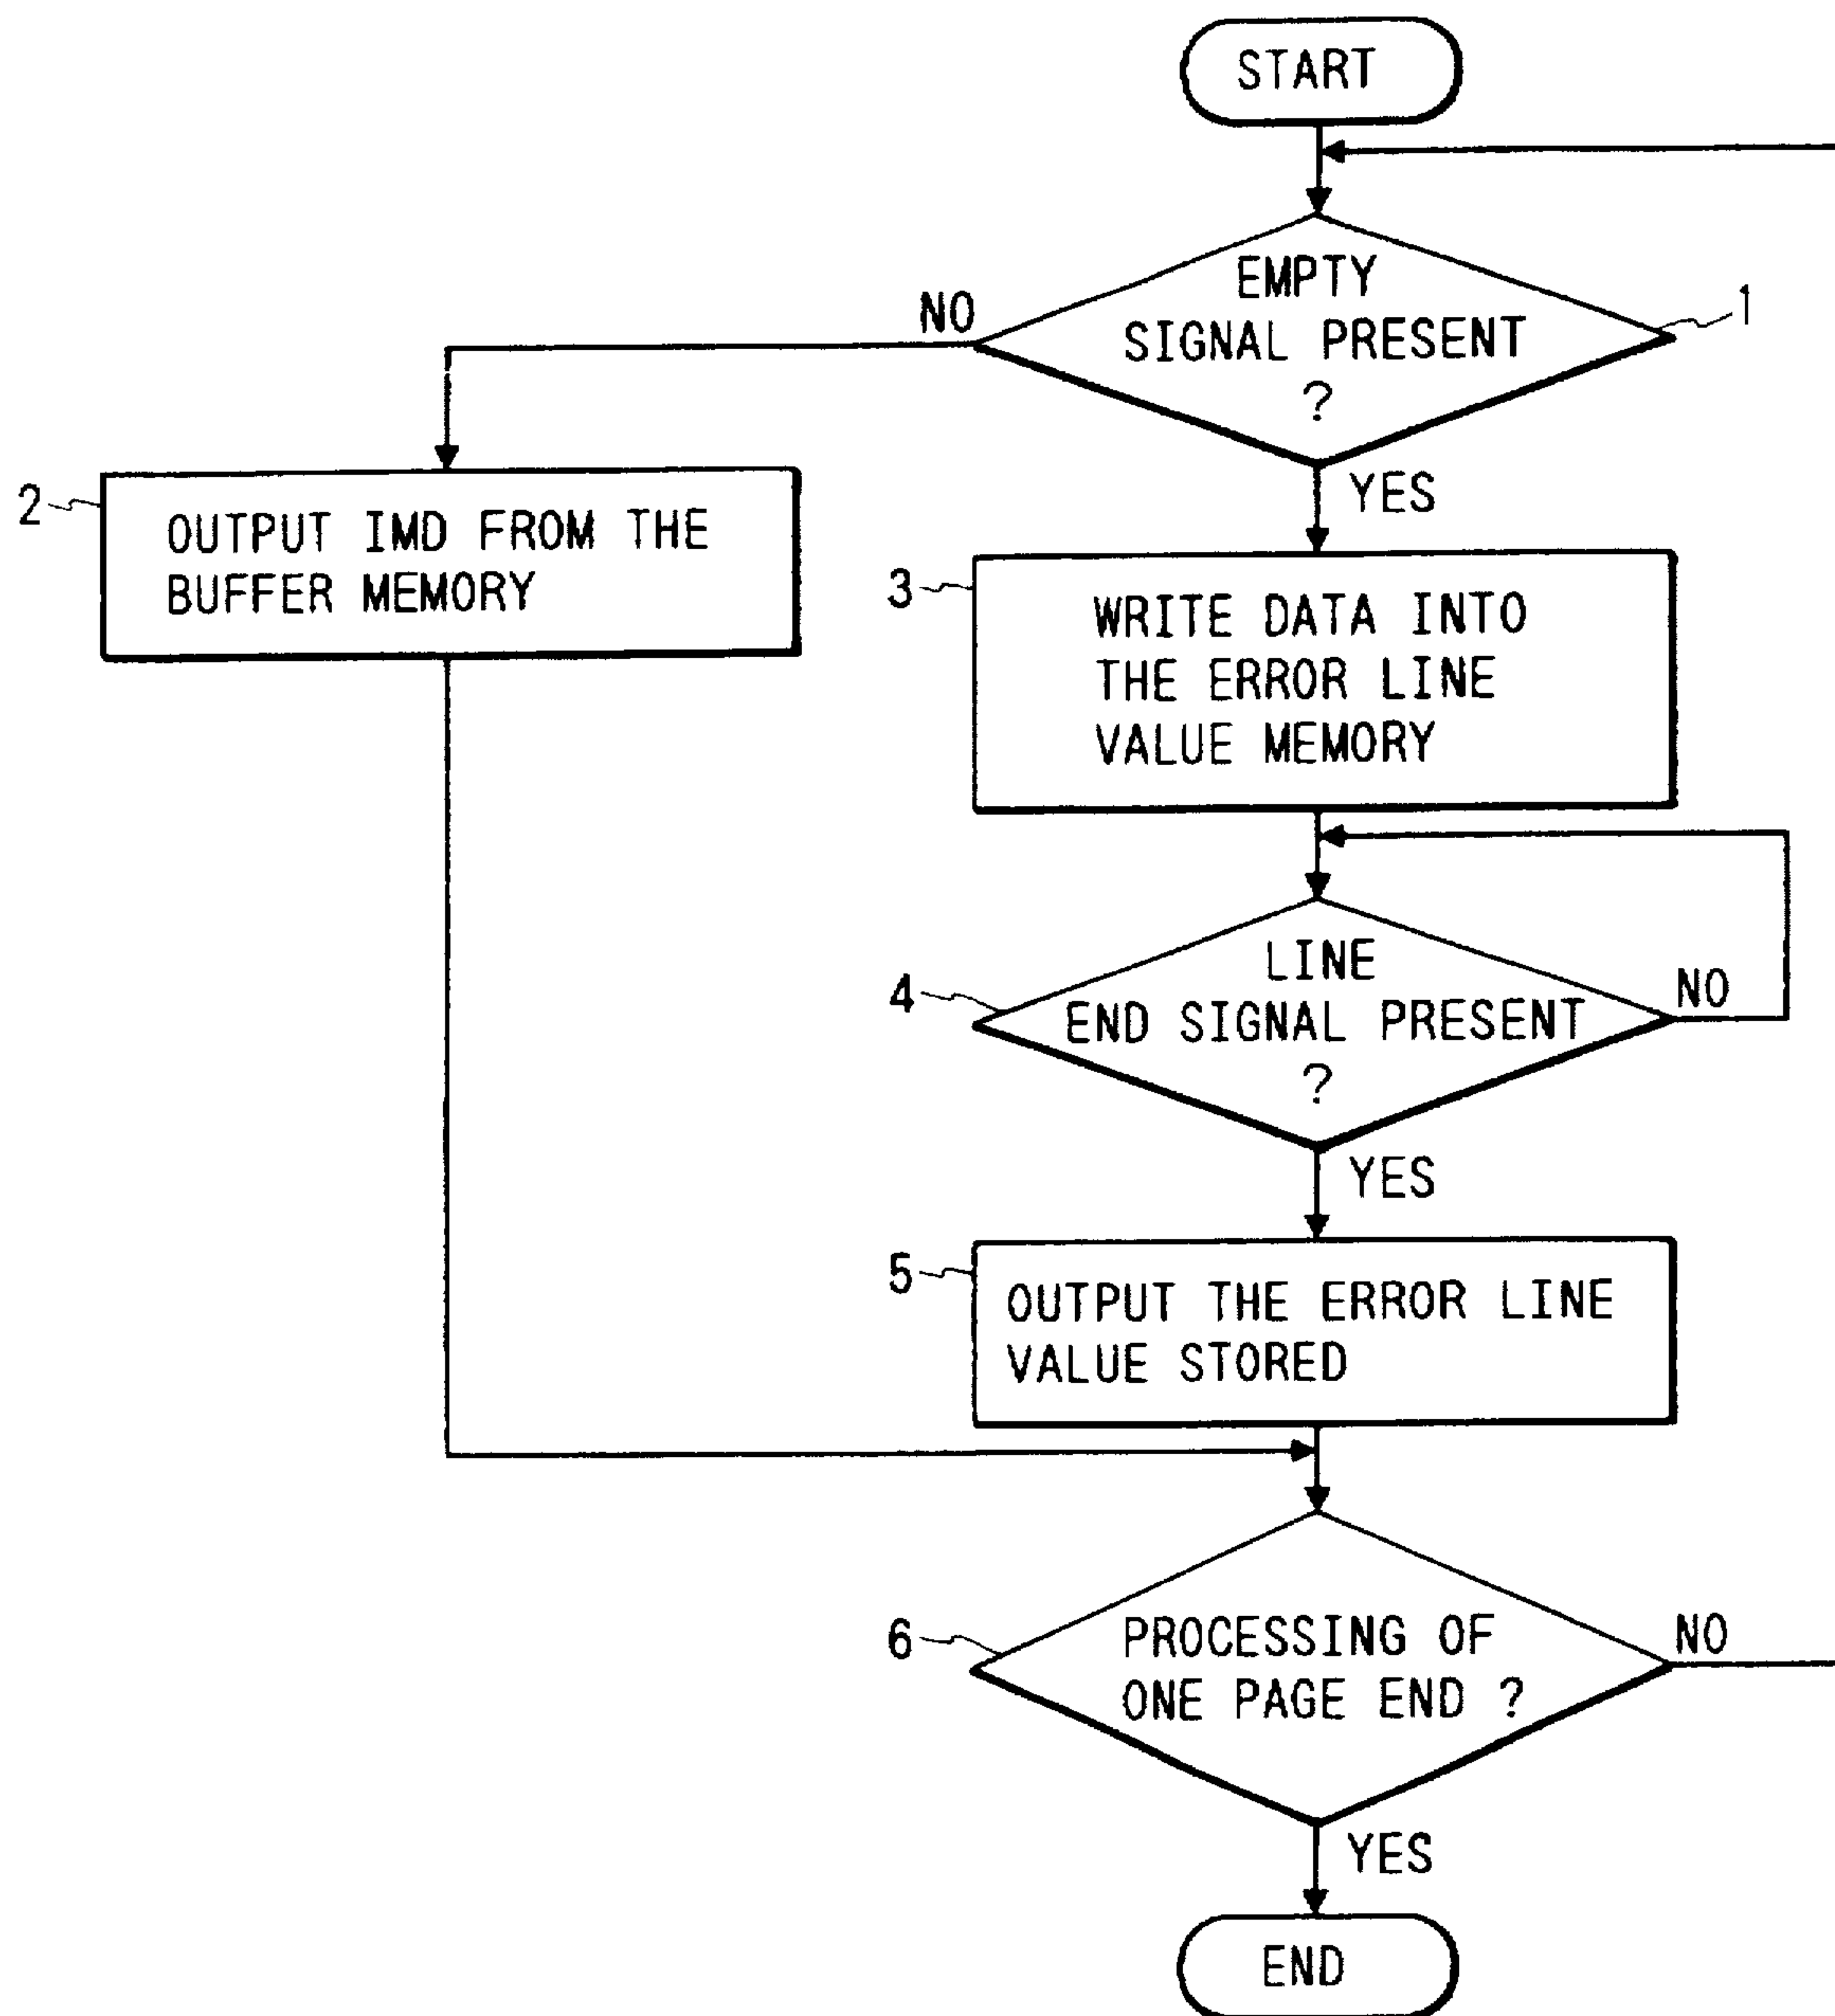 START
EMPTY
SIGNAL PRESENT
?
1
NO
YES
2
OUTPUT IMD FROM THE
BUFFER MEMORY
3
WRITE DATA INTO
THE ERROR LINE
VALUE MEMORY
LINE
END SIGNAL PRESENT
?
4
NO
YES
5
OUTPUT THE ERROR LINE
VALUE STORED
6
PROCESSING OF
ONE PAGE END ?
NO
YES
END